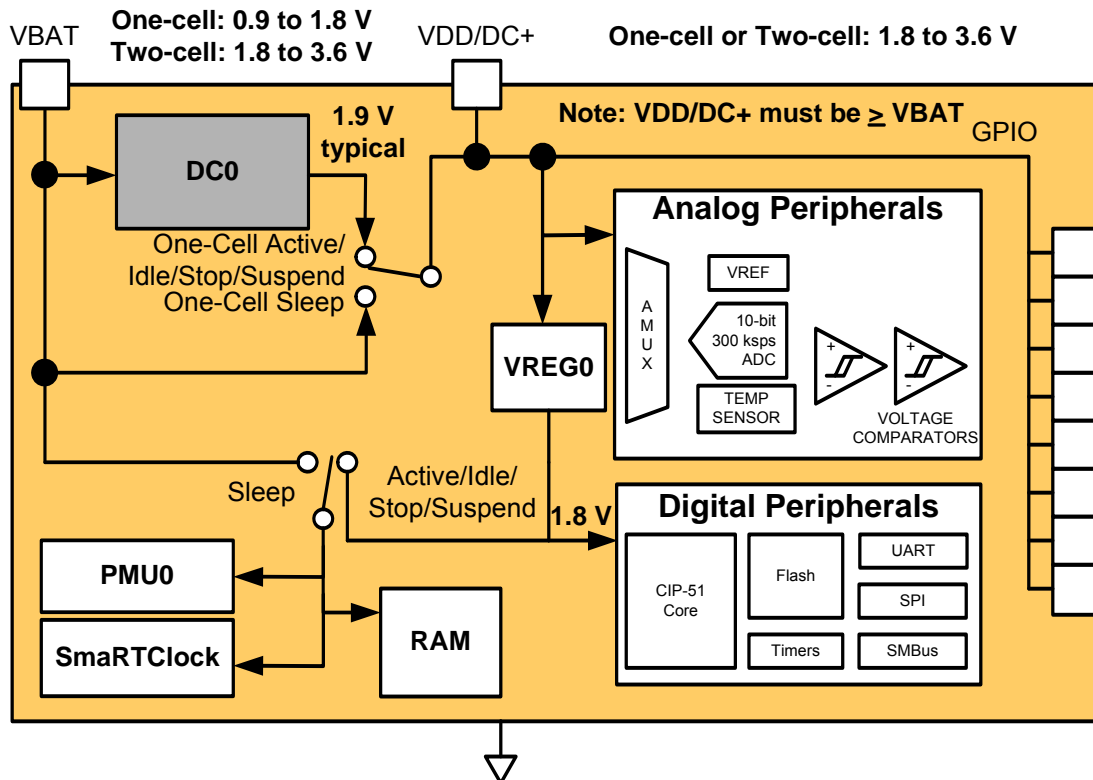 VBAT
One-cell: 0.9 to 1.8 V
Two-cell: 1.8 to 3.6 V
VDD/DC+
One-cell or Two-cell: 1.8 to 3.6 V
Note: VDD/DC+ must be ≥ VBAT
GPIO
1.9 V
typical
DC0
One-Cell Active/
Idle/Stop/Suspend
One-Cell Sleep
VREG0
Analog Peripherals
A
M
U
X
VREF
10-bit
300 ksps
ADC
TEMP
SENSOR
+
-
+
-
VOLTAGE
COMPARATORS
Sleep
Active/Idle/
Stop/Suspend
1.8 V
Digital Peripherals
CIP-51
Core
Flash
Timers
UART
SPI
SMBus
PMU0
SmaRTClock
RAM